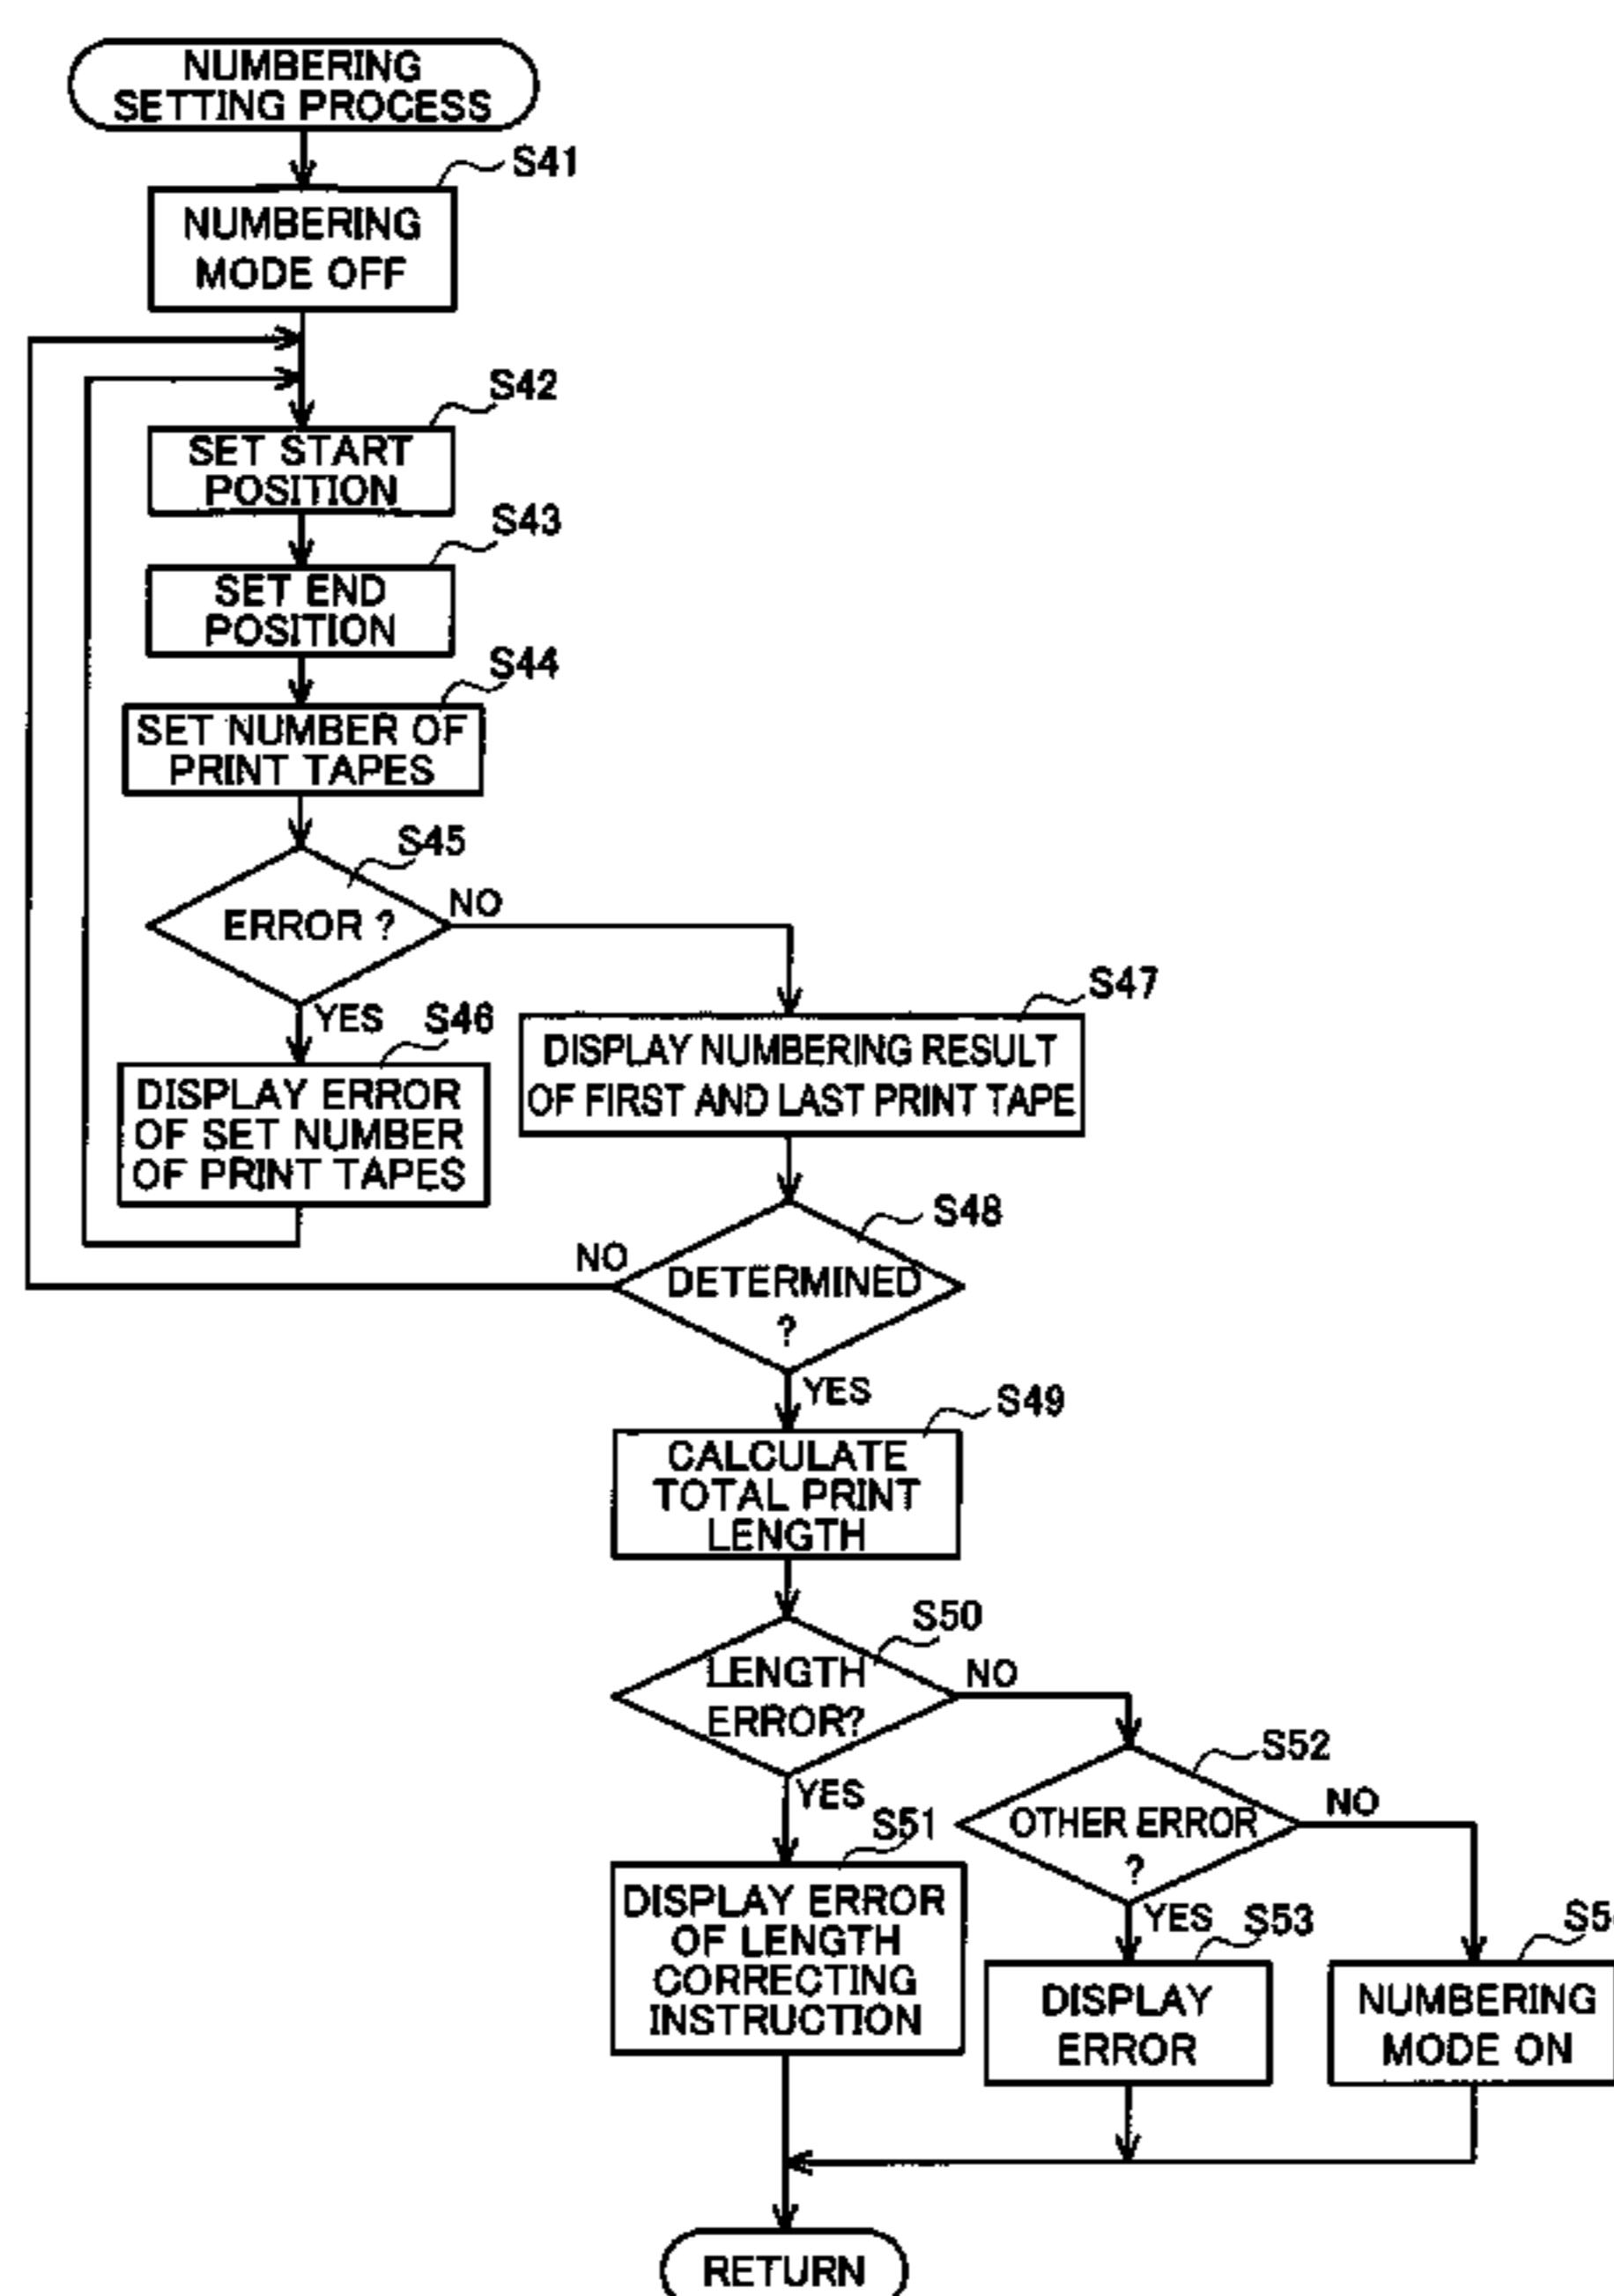 NUMBERING
SETTING PROCESS
S41
NUMBERING
MODE OFF
S42
SET START
POSITION
S43
SET END
POSITION
S44
SET NUMBER OF
PRINT TAPES
S45
ERROR ?
NO
YES
S46
DISPLAY ERROR
OF SET NUMBER
OF PRINT TAPES
S47
DISPLAY NUMBERING RESULT
OF FIRST AND LAST PRINT TAPE
S48
NO
DETERMINED
?
YES
S49
CALCULATE
TOTAL PRINT
LENGTH
S50
LENGTH
ERROR?
NO
YES
S51
DISPLAY ERROR
OF LENGTH
CORRECTING
INSTRUCTION
S52
OTHER ERROR
?
NO
YES
S53
DISPLAY
ERROR
NUMBERING
MODE ON
RETURN